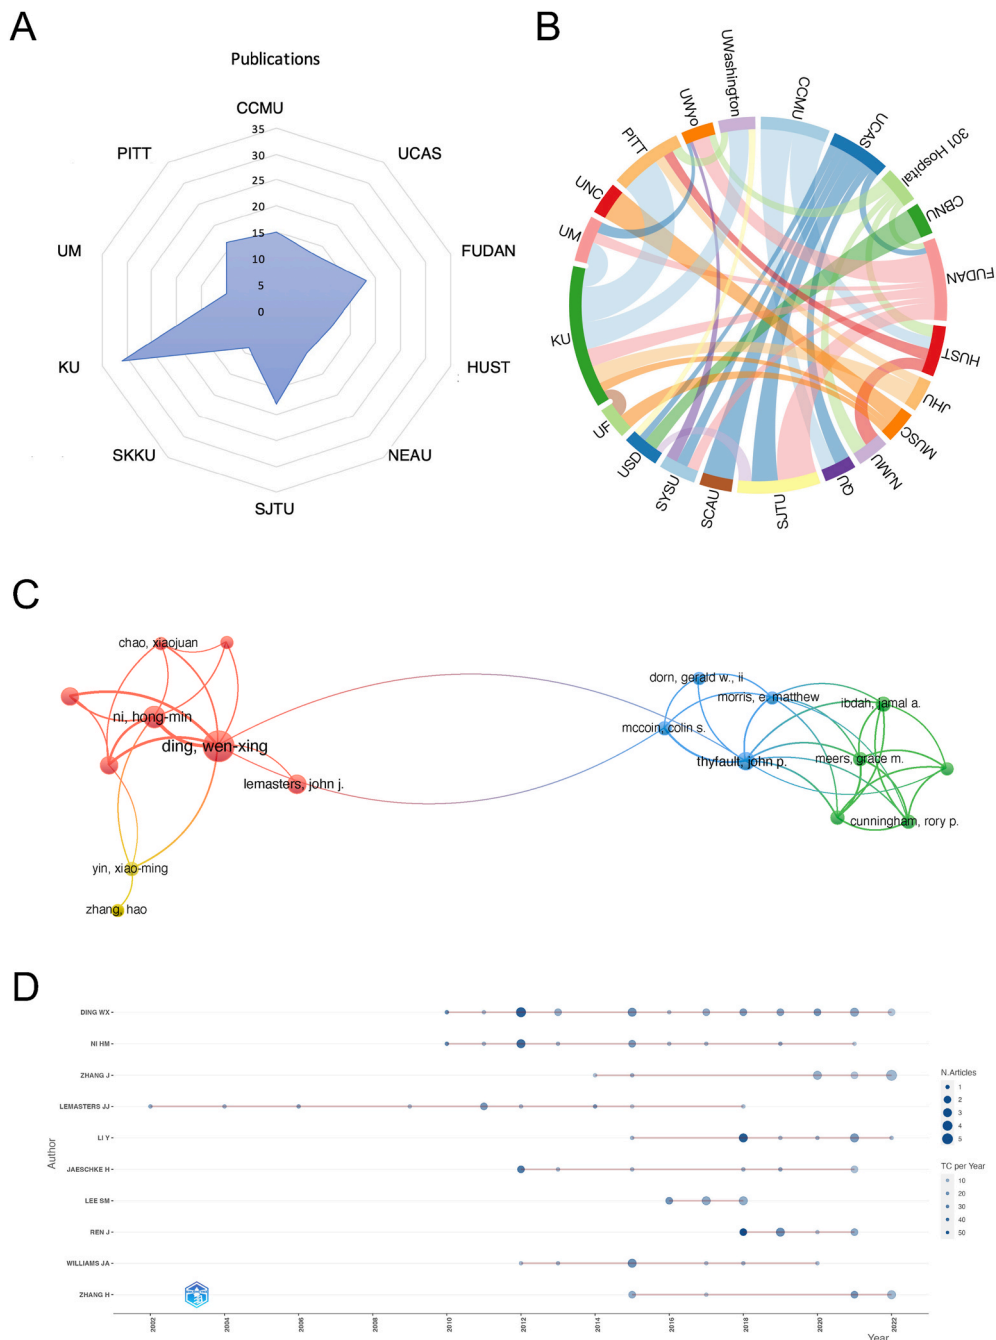 A
Publications
CCMU
UCAS
FUDAN
HUST
NEAU
SJTU
SKKU
KU
UM
PITT
35
30
25
20
15
10
5
0
B
UWashington
CCMU
UCAS
301 Hospital
CBNU
FUDAN
HUST
JHU
MUSC
NJMU
QU
SJTU
SCAU
SYSU
USD
UF
KU
UM
UNC
PITT
UWyo
C
chao, xiaojuan
ni, hong-min
ding, wen-xing
lemasters, john j.
yin, xiao-ming
zhang, hao
dorn, gerald w., ii
morris, e. matthew
mccoin, colin s.
ibdah, jamal a.
thyfault, john p.
meers, grace m.
cunningham, rory p.
D
Author
DING WX
NI HM
ZHANG J
LEMASTERS JJ
LI Y
JAESCHKE H
LEE SM
REN J
WILLIAMS JA
ZHANG H
N.Articles
1
2
3
4
5
TC per Year
10
20
30
40
50
2002
2004
2006
2008
2010
2012
2014
2016
2018
2020
2022
Year